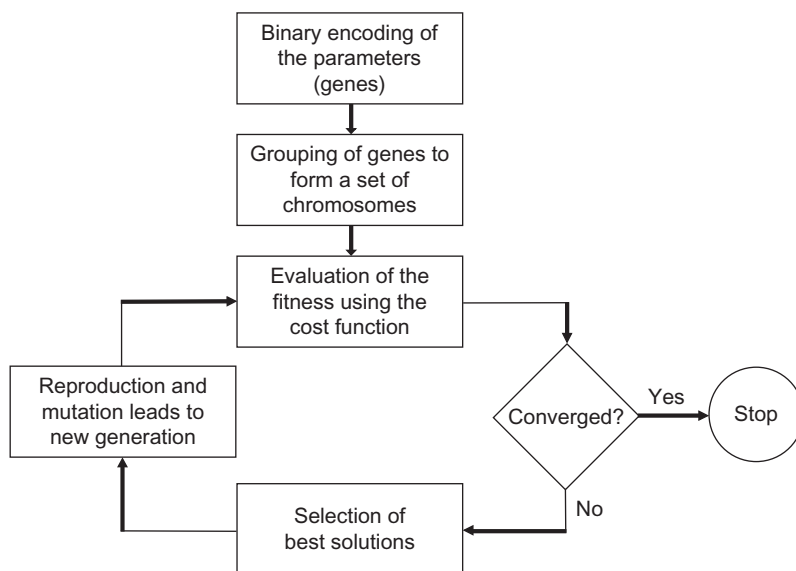 Binary encoding of
the parameters
(genes)
Grouping of genes to
form a set of
chromosomes
Evaluation of the
fitness using the
cost function
Reproduction and
mutation leads to
new generation
Converged?
Yes
Stop
No
Selection of
best solutions